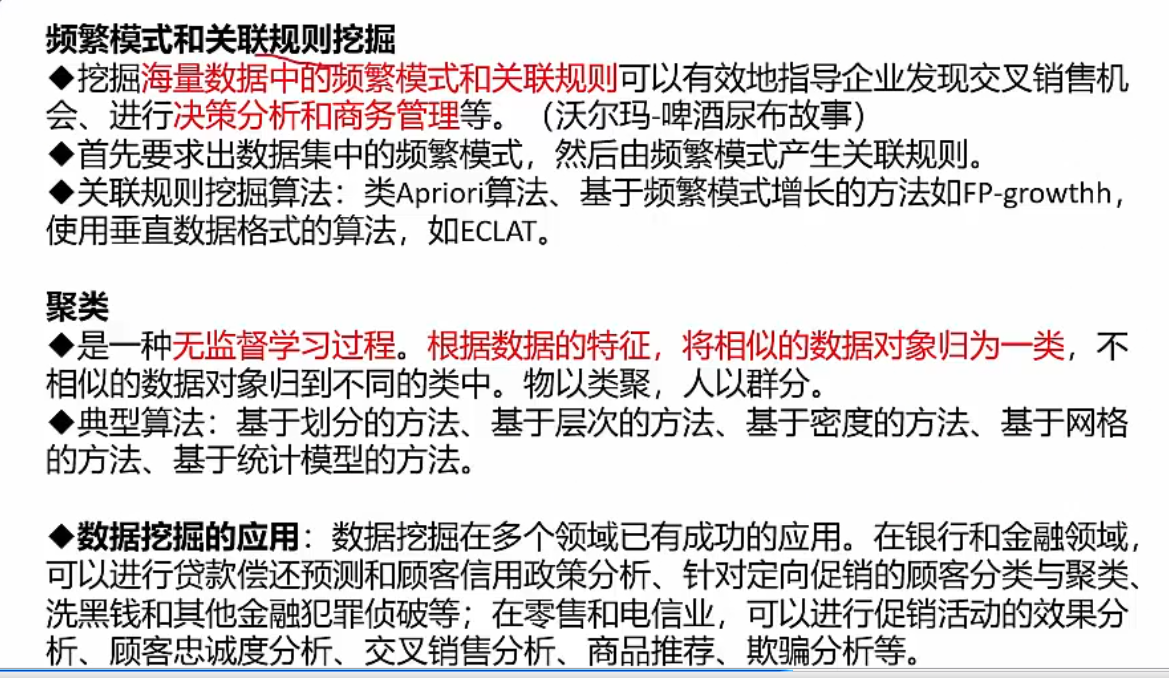 频繁模式和关联规则挖掘
◆挖掘海量数据中的频繁模式和关联规则可以有效地指导企业发现交叉销售机
会、进行决策分析和商务管理等。（沃尔玛-啤酒尿布故事）
◆首先要求出数据集中的频繁模式，然后由频繁模式产生关联规则。
◆关联规则挖掘算法：类Apriori算法、基于频繁模式增长的方法如FP-growthh，
使用垂直数据格式的算法，如ECLAT。
聚类
◆是一种无监督学习过程。根据数据的特征，将相似的数据对象归为一类，不
相似的数据对象归到不同的类中。物以类聚，人以群分。
◆典型算法：基于划分的方法、基于层次的方法、基于密度的方法、基于网格
的方法、基于统计模型的方法。
◆数据挖掘的应用：数据挖掘在多个领域已有成功的应用。在银行和金融领域，
可以进行贷款偿还预测和顾客信用政策分析、针对定向促销的顾客分类与聚类、
洗黑钱和其他金融犯罪侦破等；在零售和电信业，可以进行促销活动的效果分
析、顾客忠诚度分析、交叉销售分析、商品推荐、欺骗分析等。